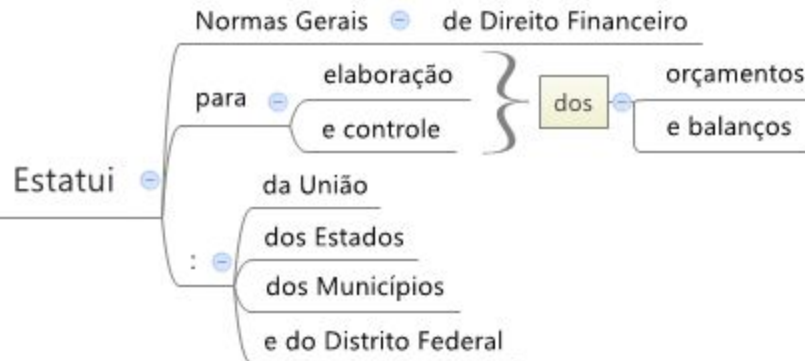 Normas Gerais de Direito Financeiro
para
elaboração
e controle
dos
orçamentos
e balanços
Estatui
:
da União
dos Estados
dos Municípios
e do Distrito Federal